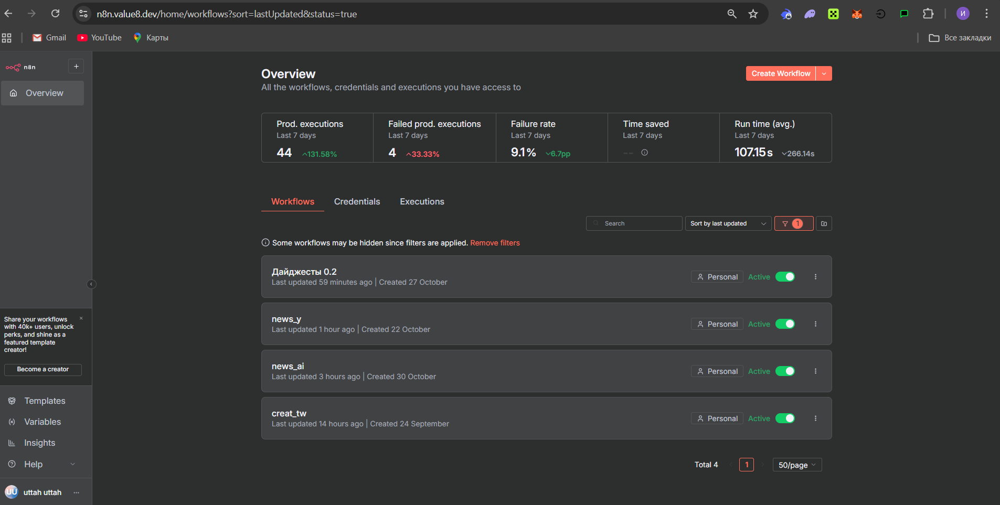 n8n.value8.dev/home/workflows?sort=lastUpdated&status=true
И
Gmail
YouTube
Карты
Все закладки
n8n
+
Overview
Overview
All the workflows, credentials and executions you have access to
Create Workflow
Prod. executions
Last 7 days
44 131.58%
Failed prod. executions
Last 7 days
4 33.33%
Failure rate
Last 7 days
9.1% 6.7pp
Time saved
Last 7 days
--
Run time (avg.)
Last 7 days
107.15s 266.14s
Workflows
Credentials
Executions
Search
Sort by last updated
1
Some workflows may be hidden since filters are applied. Remove filters
Дайджесты 0.2
Last updated 59 minutes ago | Created 27 October
Personal
Active
news_y
Last updated 1 hour ago | Created 22 October
Personal
Active
news_ai
Last updated 3 hours ago | Created 30 October
Personal
Active
creat_tw
Last updated 14 hours ago | Created 24 September
Personal
Active
Total 4
1
50/page
Share your workflows
with 40k+ users, unlock
perks, and shine as a
featured template
creator!
Become a creator
Templates
Variables
Insights
Help
UU
uttah uttah